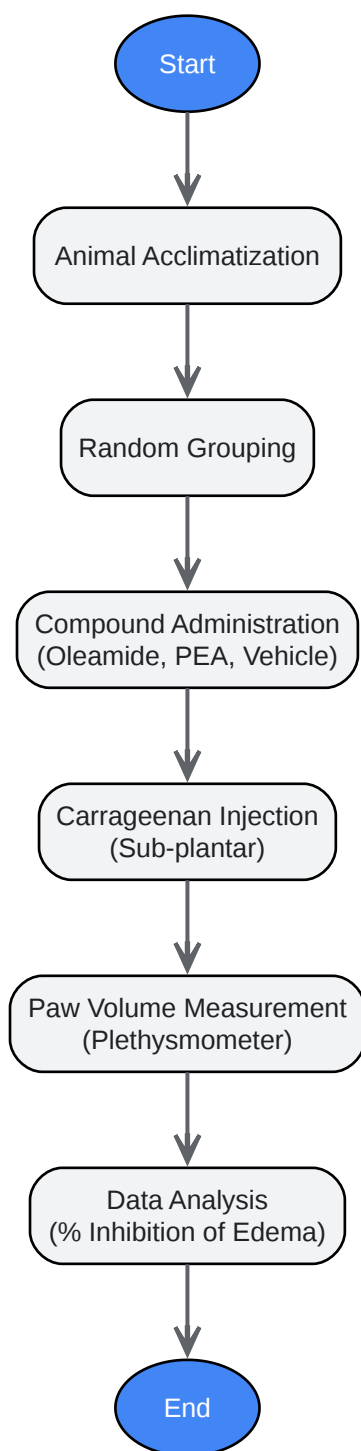 Start
Animal Acclimatization
Random Grouping
Compound Administration
(Oleamide, PEA, Vehicle)
Carrageenan Injection
(Sub-plantar)
Paw Volume Measurement
(Plethysmometer)
Data Analysis
(% Inhibition of Edema)
End